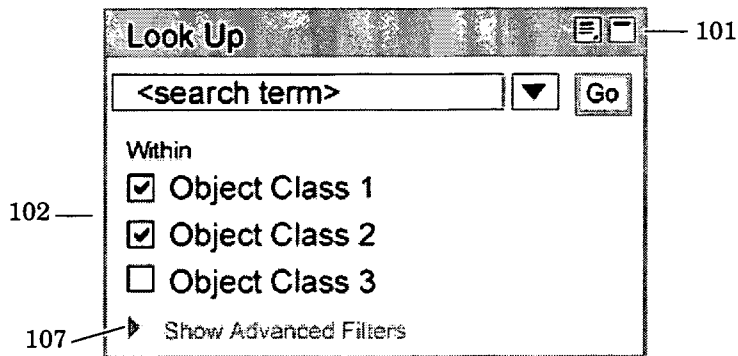 Look Up 101
<search term> Go
Within
Object Class 1
102 Object Class 2
Object Class 3
107 Show Advanced Filters